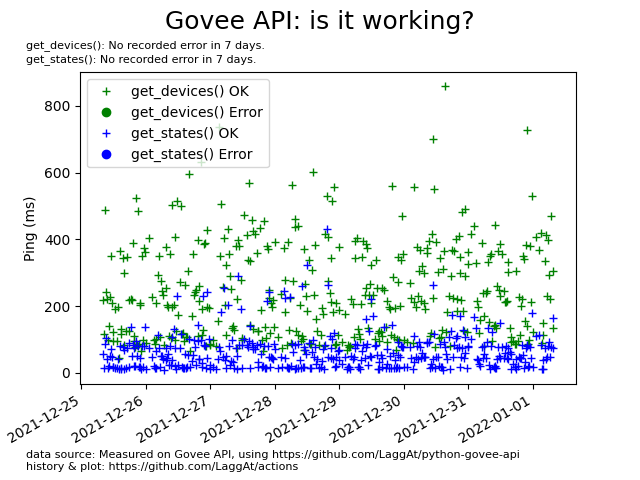 Govee API: is it working?
get_devices(): No recorded error in 7 days.
get_states(): No recorded error in 7 days.
get_devices() OK
get_devices() Error
get_states() OK
get_states() Error
Ping (ms)
800
600
400
200
0
2021-12-25
2021-12-26
2021-12-27
2021-12-28
2021-12-29
2021-12-30
2021-12-31
2022-01-01
data source: Measured on Govee API, using https://github.com/LaggAt/python-govee-api
history & plot: https://github.com/LaggAt/actions